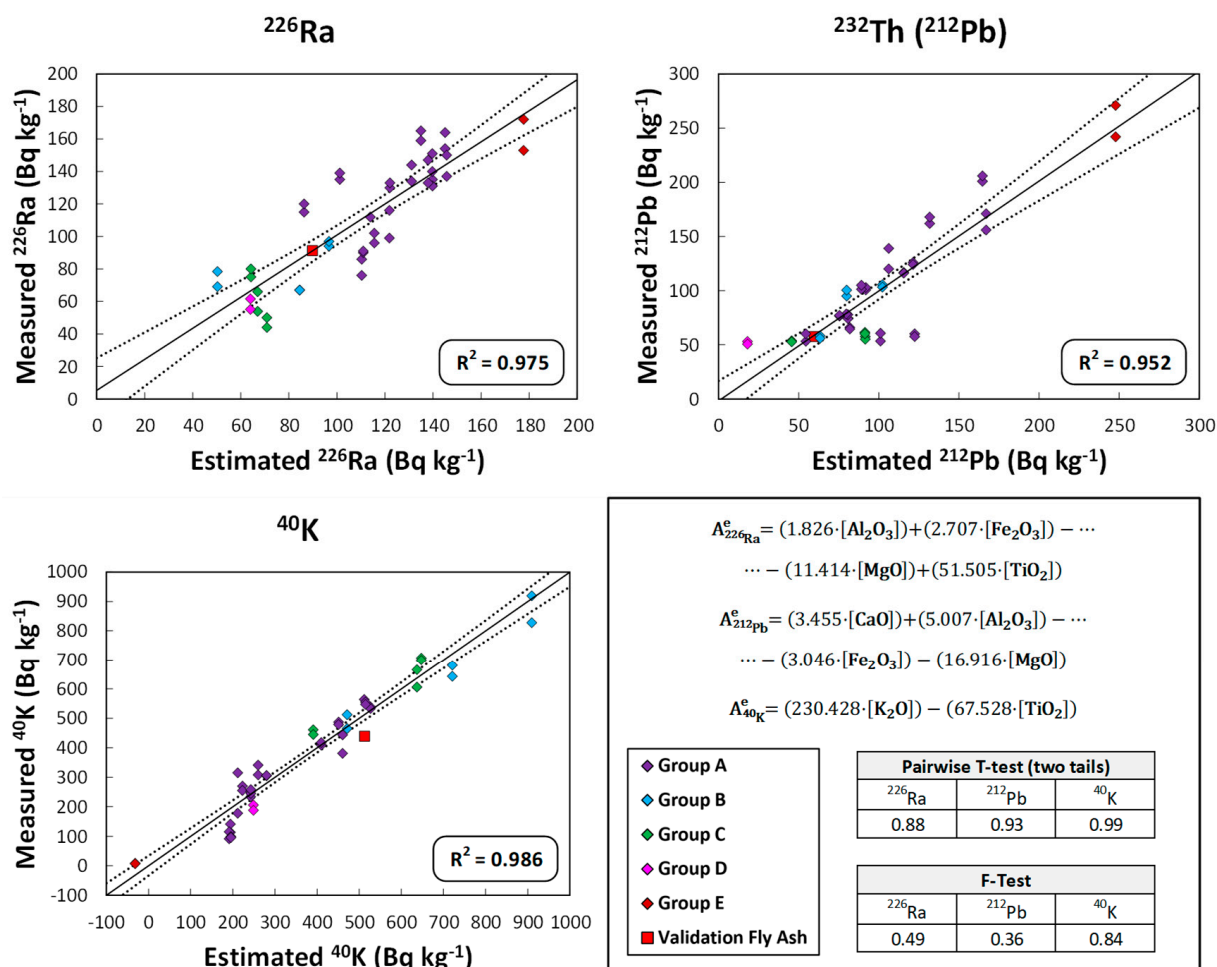 ²²⁶Ra
200
180
160
140
120
100
80
60
40
20
0
Measured ²²⁶Ra (Bq kg⁻¹)
R² = 0.975
0 20 40 60 80 100 120 140 160 180 200
Estimated ²²⁶Ra (Bq kg⁻¹)
²³²Th (²¹²Pb)
300
250
200
150
100
50
0
Measured ²¹²Pb (Bq kg⁻¹)
R² = 0.952
0 50 100 150 200 250 300
Estimated ²¹²Pb (Bq kg⁻¹)
⁴⁰K
1000
900
800
700
600
500
400
300
200
100
0
-100
Measured ⁴⁰K (Bq kg⁻¹)
R² = 0.986
-100 0 100 200 300 400 500 600 700 800 900 1000
Estimated ⁴⁰K (Bq kg⁻¹)
Aᵉ₂₂₆Ra= (1.826·[Al₂O₃])+(2.707·[Fe₂O₃]) − ⋯
⋯ − (11.414·[MgO])+(51.505·[TiO₂])
Aᵉ₂₁₂Pb= (3.455·[CaO])+(5.007·[Al₂O₃]) − ⋯
⋯ − (3.046·[Fe₂O₃]) − (16.916·[MgO])
Aᵉ₄₀K= (230.428·[K₂O]) − (67.528·[TiO₂])
Group A
Group B
Group C
Group D
Group E
Validation Fly Ash
Pairwise T-test (two tails)
²²⁶Ra ²¹²Pb ⁴⁰K
0.88 0.93 0.99
F-Test
²²⁶Ra ²¹²Pb ⁴⁰K
0.49 0.36 0.84